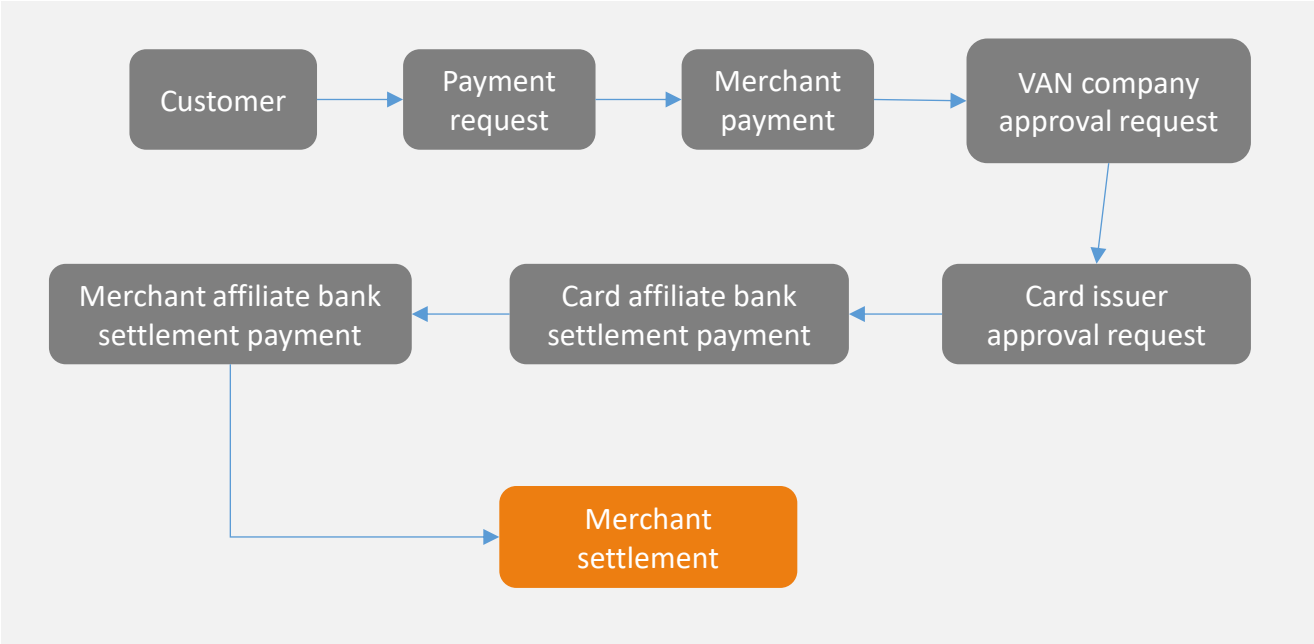 Customer
Payment
request
Merchant
payment
VAN company
approval request
Merchant affiliate bank
settlement payment
Card affiliate bank
settlement payment
Card issuer
approval request
Merchant
settlement